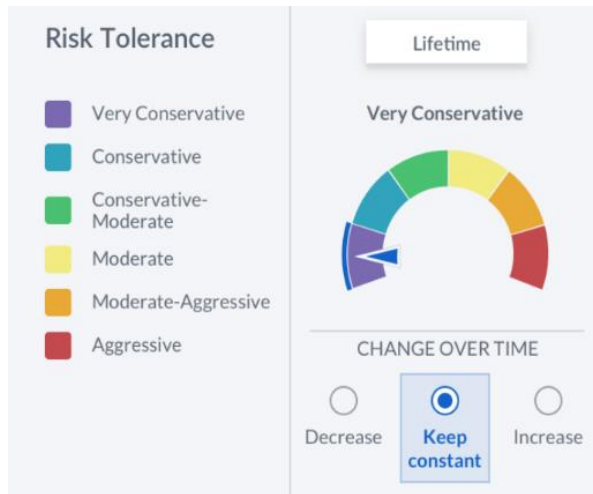 Risk Tolerance
Very Conservative
Conservative
Conservative-
Moderate
Moderate
Moderate-Aggressive
Aggressive
Lifetime
Very Conservative
CHANGE OVER TIME
Decrease
Keep
constant
Increase